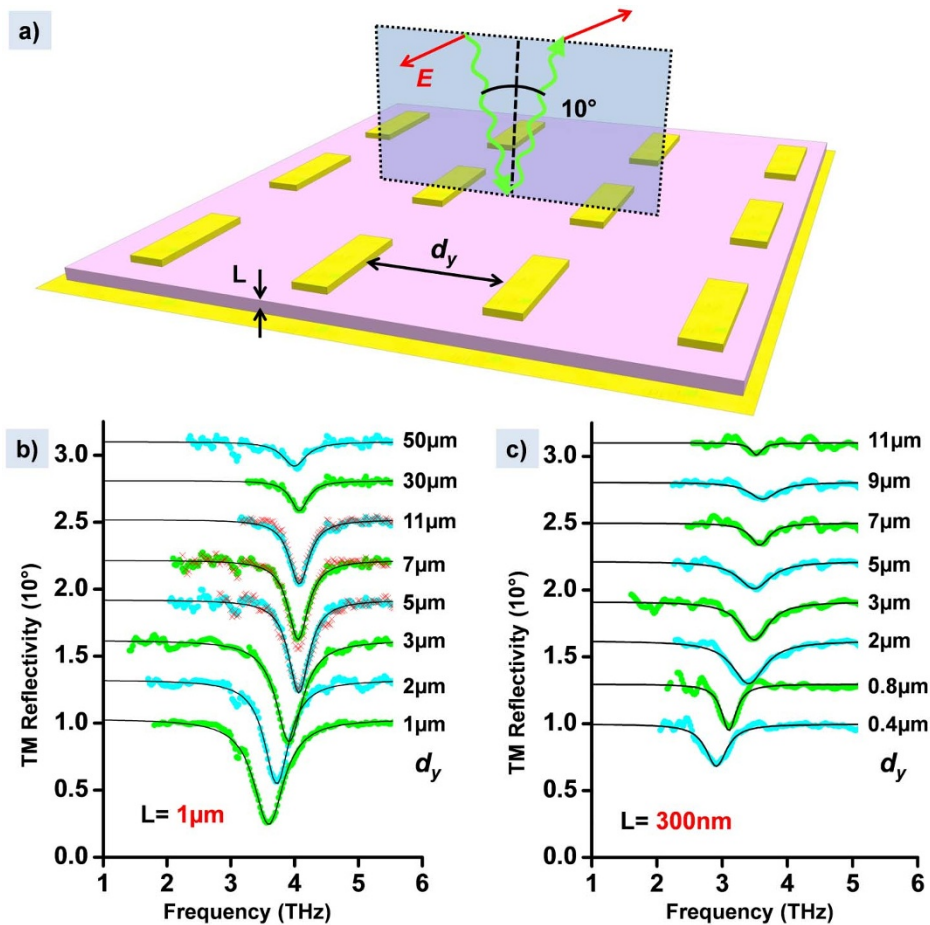 a)
E
10°
L
d_y
b)
TM Reflectivity (10°)
3.0
2.5
2.0
1.5
1.0
0.5
0.0
50µm
30µm
11µm
7µm
5µm
3µm
2µm
1µm
d_y
L= 1µm
1 2 3 4 5 6
Frequency (THz)
c)
TM Reflectivity (10°)
3.0
2.5
2.0
1.5
1.0
0.5
0.0
11µm
9µm
7µm
5µm
3µm
2µm
0.8µm
0.4µm
d_y
L= 300nm
1 2 3 4 5 6
Frequency (THz)